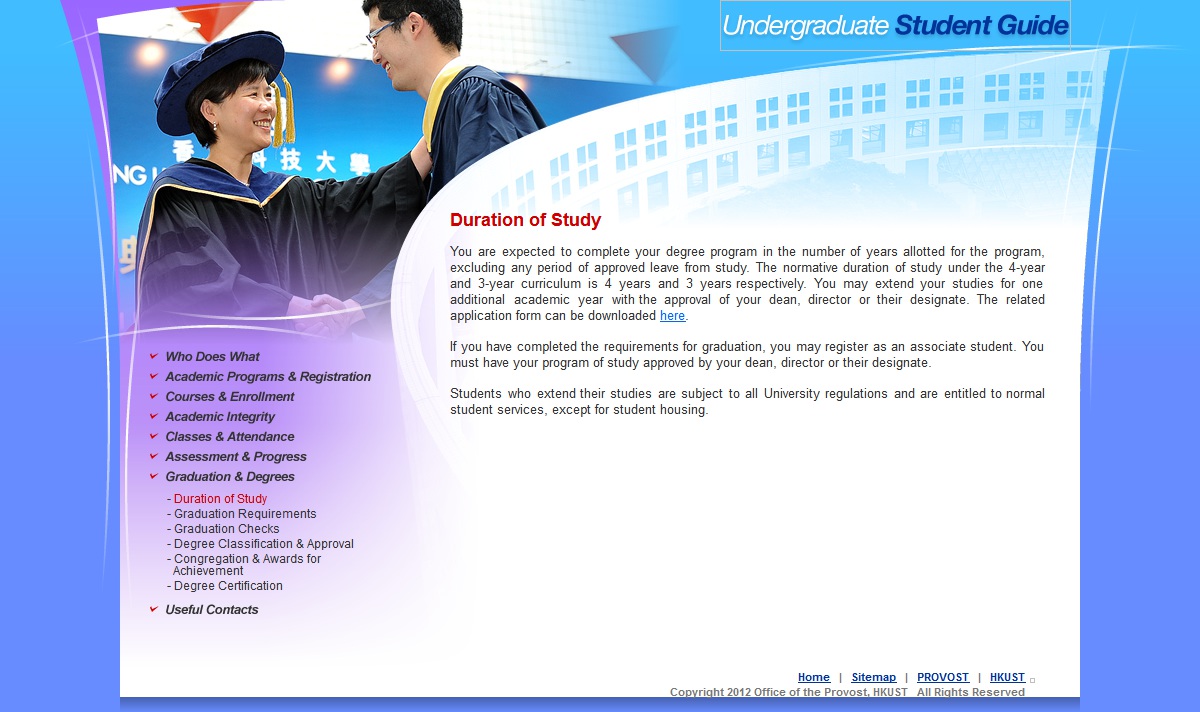 Undergraduate Student Guide
科技大學
Duration of Study
You are expected to complete your degree program in the number of years allotted for the program,
excluding any period of approved leave from study. The normative duration of study under the 4-year
and 3-year curriculum is 4 years and 3 years respectively. You may extend your studies for one
additional academic year with the approval of your dean, director or their designate. The related
application form can be downloaded here.
If you have completed the requirements for graduation, you may register as an associate student. You
must have your program of study approved by your dean, director or their designate.
Students who extend their studies are subject to all University regulations and are entitled to normal
student services, except for student housing.
Who Does What
Academic Programs & Registration
Courses & Enrollment
Academic Integrity
Classes & Attendance
Assessment & Progress
Graduation & Degrees
- Duration of Study
- Graduation Requirements
- Graduation Checks
- Degree Classification & Approval
- Congregation & Awards for
Achievement
- Degree Certification
Useful Contacts
Home | Sitemap | PROVOST | HKUST
Copyright 2012 Office of the Provost, HKUST All Rights Reserved